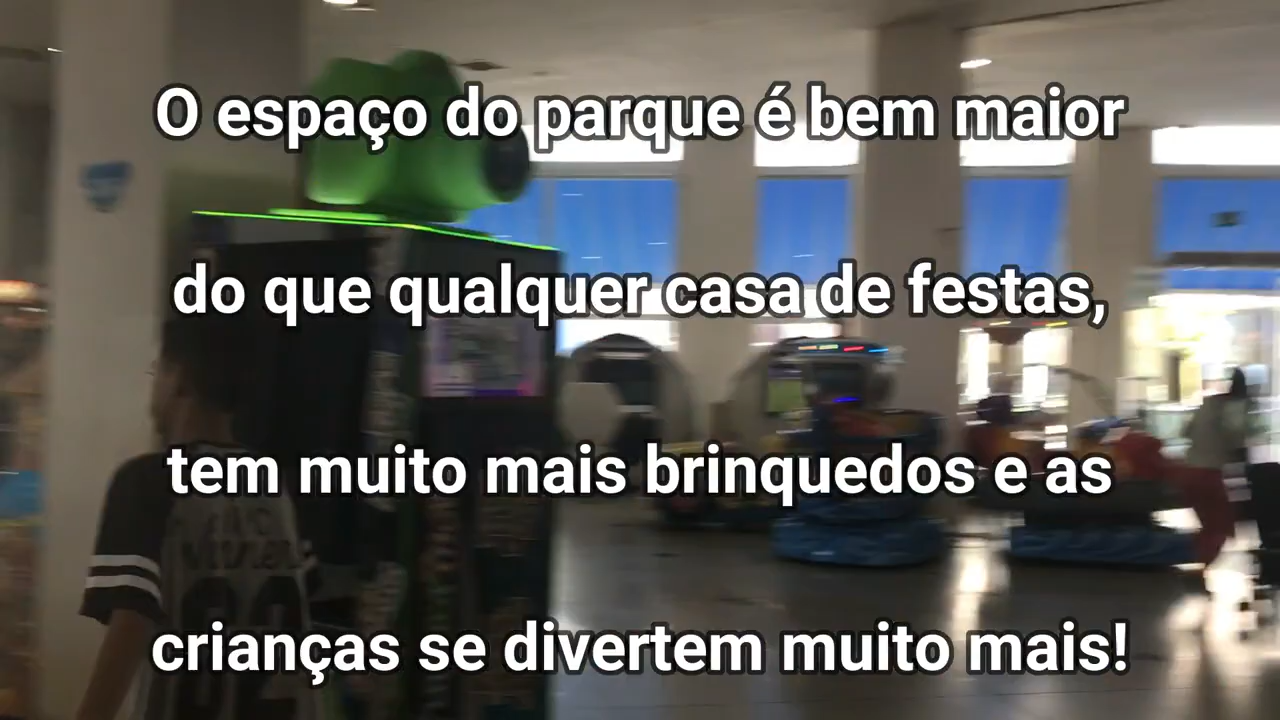 O espaço do parque é bem maior
do que qualquer casa de festas,
tem muito mais brinquedos e as
crianças se divertem muito mais!